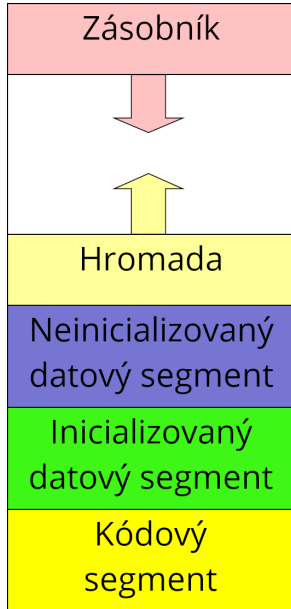 Zásobník
Hromada
Neinicializovaný
datový segment
Inicializovaný
datový segment
Kódový
segment